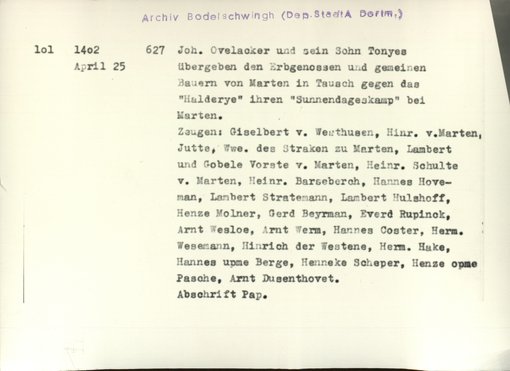 Archiv Bodelschwingh (Dep. StadtA Dortm.)
lol 14o2 627 Joh. Ovelacker und sein Sohn Tonyes
April 25 übergeben den Erbgenossen und gemeinen
Bauern von Marten in Tausch gegen das
"Halderye" ihren "Sunnendageskamp" bei
Marten.
Zeugen: Giselbert v. Westhusen, Hinr. v.Marten,
Jutte, Wwe. des Straken zu Marten, Lambert
und Gobele Vorste v. Marten, Heinr. Schulte
v. Marten, Heinr. Barseberch, Hannes Hove-
man, Lambert Stratemann, Lambert Hulshoff,
Henze Molner, Gerd Beyrman, Everd Rupinck,
Arnt Wesloe, Arnt Werm, Hannes Coster, Herm.
Wesemann, Hinrich der Westene, Herm. Hake,
Hannes upme Berge, Henneke Scheper, Henze opme
Pasche, Arnt Dusenthovet.
Abschrift Pap.